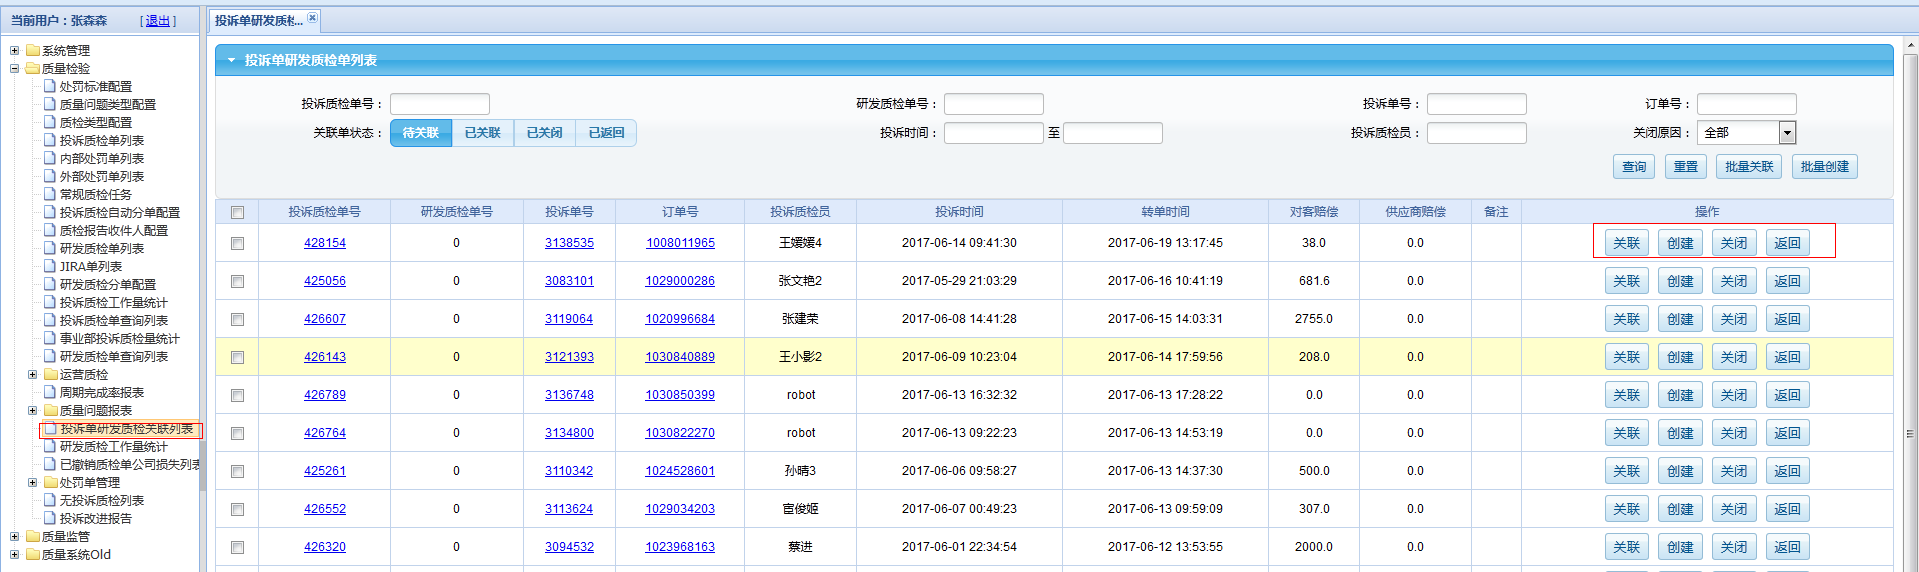 当前用户：张森森 [ 退出 ]
系统管理
质量检验
处罚标准配置
质量问题类型配置
质检类型配置
投诉质检单列表
内部处罚单列表
外部处罚单列表
常规质检任务
投诉质检自动分单配置
质检报告收件人配置
研发质检单列表
JIRA单列表
研发质检分单配置
投诉质检工作量统计
投诉质检单查询列表
事业部投诉质检量统计
研发质检单查询列表
运营质检
周期完成率报表
质量问题报表
投诉单研发质检关联列表
研发质检工作量统计
已撤销质检单公司损失列表
处罚单管理
无投诉质检列表
投诉改进报告
质量监管
质量系统Old
投诉单研发质检...
投诉单研发质检单列表
投诉质检单号： 研发质检单号： 投诉单号： 订单号：
关联单状态： 待关联 已关联 已关闭 已返回 投诉时间： 至 投诉质检员： 关闭原因： 全部
查询 重置 批量关联 批量创建
投诉质检单号 研发质检单号 投诉单号 订单号 投诉质检员 投诉时间 转单时间 对客赔偿 供应商赔偿 备注 操作
428154 0 3138535 1008011965 王媛媛4 2017-06-14 09:41:30 2017-06-19 13:17:45 38.0 0.0 关联 创建 关闭 返回
425056 0 3083101 1029000286 张文艳2 2017-05-29 21:03:29 2017-06-16 10:41:19 681.6 0.0 关联 创建 关闭 返回
426607 0 3119064 1020996684 张建荣 2017-06-08 14:41:28 2017-06-15 14:03:31 2755.0 0.0 关联 创建 关闭 返回
426143 0 3121393 1030840889 王小影2 2017-06-09 10:23:04 2017-06-14 17:59:56 208.0 0.0 关联 创建 关闭 返回
426789 0 3136748 1030850399 robot 2017-06-13 16:32:32 2017-06-13 17:28:22 0.0 0.0 关联 创建 关闭 返回
426764 0 3134800 1030822270 robot 2017-06-13 09:22:23 2017-06-13 14:53:19 0.0 0.0 关联 创建 关闭 返回
425261 0 3110342 1024528601 孙晴3 2017-06-06 09:58:27 2017-06-13 14:37:30 500.0 0.0 关联 创建 关闭 返回
426552 0 3113624 1029034203 宦俊姬 2017-06-07 00:49:23 2017-06-13 09:59:09 307.0 0.0 关联 创建 关闭 返回
426320 0 3094532 1023968163 蔡进 2017-06-01 22:34:54 2017-06-12 13:53:55 2000.0 0.0 关联 创建 关闭 返回